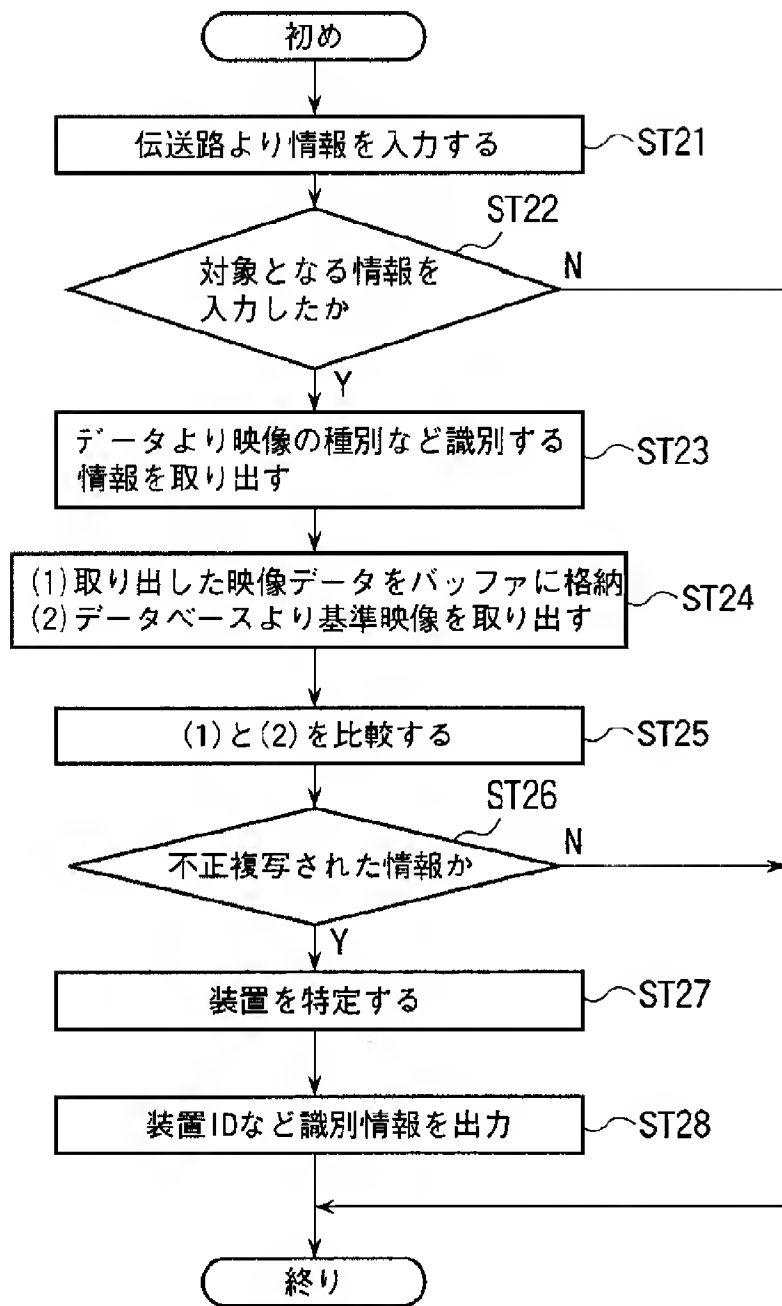 初め
伝送路より情報を入力する
ST21
ST22
対象となる情報を
入力したか
N
Y
データより映像の種別など識別する
情報を取り出す
ST23
(1)取り出した映像データをバッファに格納
(2)データベースより基準映像を取り出す
ST24
(1)と(2)を比較する
ST25
ST26
不正複写された情報か
N
Y
装置を特定する
ST27
装置IDなど識別情報を出力
ST28
終り